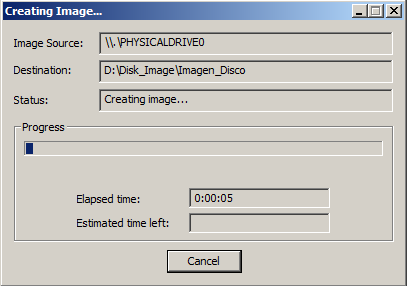 Creating Image...
Image Source: \\.\PHYSICALDRIVE0
Destination: D:\Disk_Image\Imagen_Disco
Status: Creating image...
Progress
Elapsed time: 0:00:05
Estimated time left:
Cancel